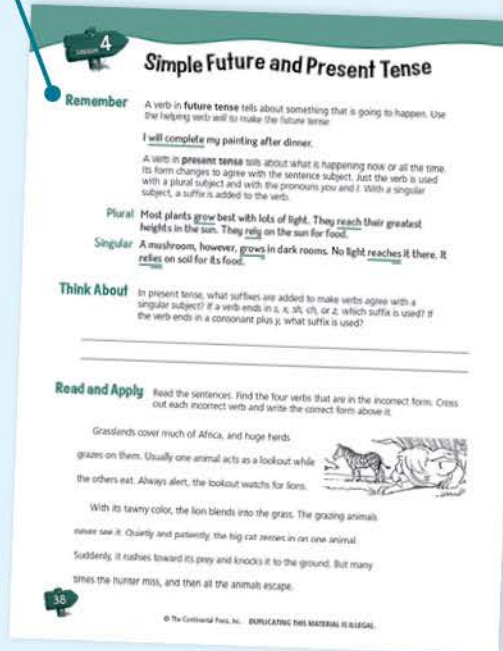 LESSON 4
Simple Future and Present Tense
Remember A verb in future tense tells about something that is going to happen. Use
the helping verb will to make the future tense.
I will complete my painting after dinner.
A verb in present tense tells about what is happening now or all the time.
Its form changes to agree with the sentence subject. Just the verb is used
with a plural subject and with the pronouns you and I. With a singular
subject, a suffix is added to the verb.
Plural Most plants grow best with lots of light. They reach their greatest
heights in the sun. They rely on the sun for food.
Singular A mushroom, however, grows in dark rooms. No light reaches it there. It
relies on soil for its food.
Think About In present tense, what suffixes are added to make verbs agree with a
singular subject? If a verb ends in s, x, sh, ch, or z, which suffix is used? If
the verb ends in a consonant plus y, what suffix is used?
Read and Apply Read the sentences. Find the four verbs that are in the incorrect form. Cross
out each incorrect verb and write the correct form above it.
Grasslands cover much of Africa, and huge herds
grazes on them. Usually one animal acts as a lookout while
the others eat. Always alert, the lookout watchs for lions.
With its tawny color, the lion blends into the grass. The grazing animals
never see it. Quietly and patiently, the big cat zeroes in on one animal.
Suddenly, it rushies toward its prey and knocks it to the ground. But many
times the hunter miss, and then all the animals escape.
38
© The Continental Press, Inc. DUPLICATING THIS MATERIAL IS ILLEGAL.